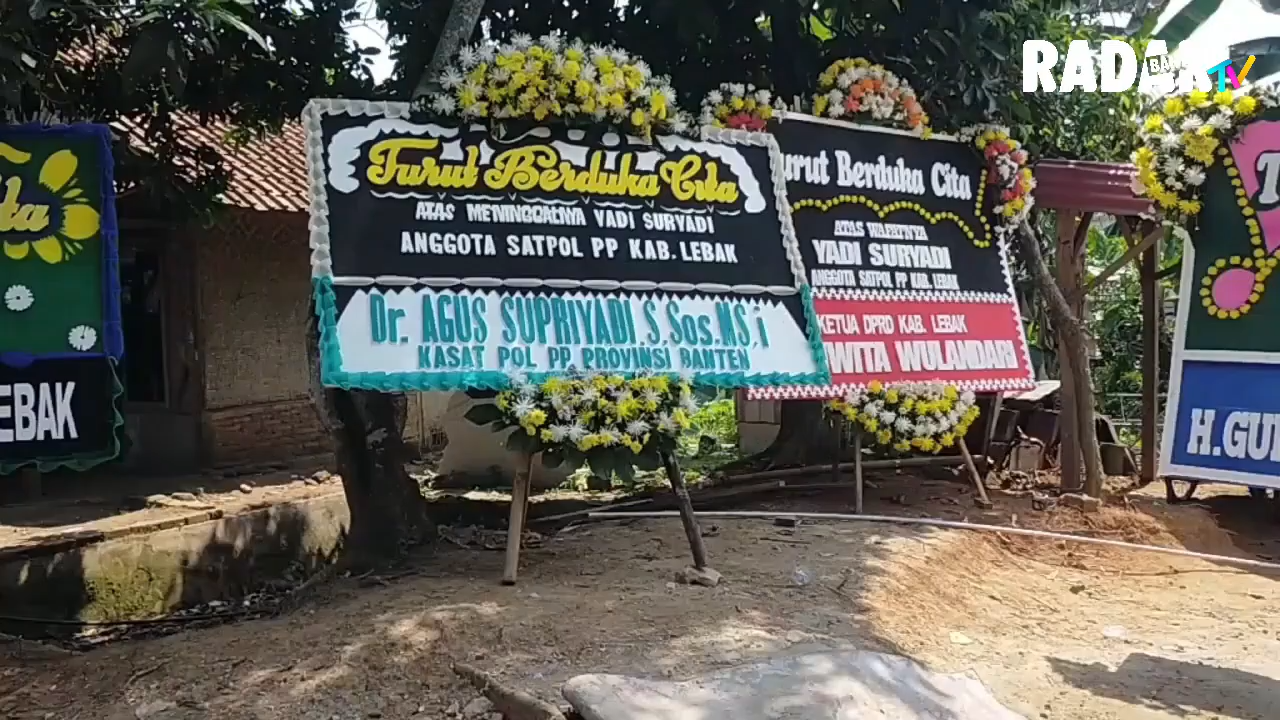 RADAR
BANTEN
TV
Turut Berduka Cita
ATAS MENINGGALNYA YADI SURYADI
ANGGOTA SATPOL PP KAB. LEBAK
Dr. AGUS SUPRIYADI.S,Sos.MS,i
KASAT POL PP. PROVINSI BANTEN
urut Berduka Cita
ATAS WAFATNYA
YADI SURYADI
ANGGOTA SATPOL PP KAB. LEBAK
KETUA DPRD KAB. LEBAK
WITA WULANDARI
EBAK
T
H.GU